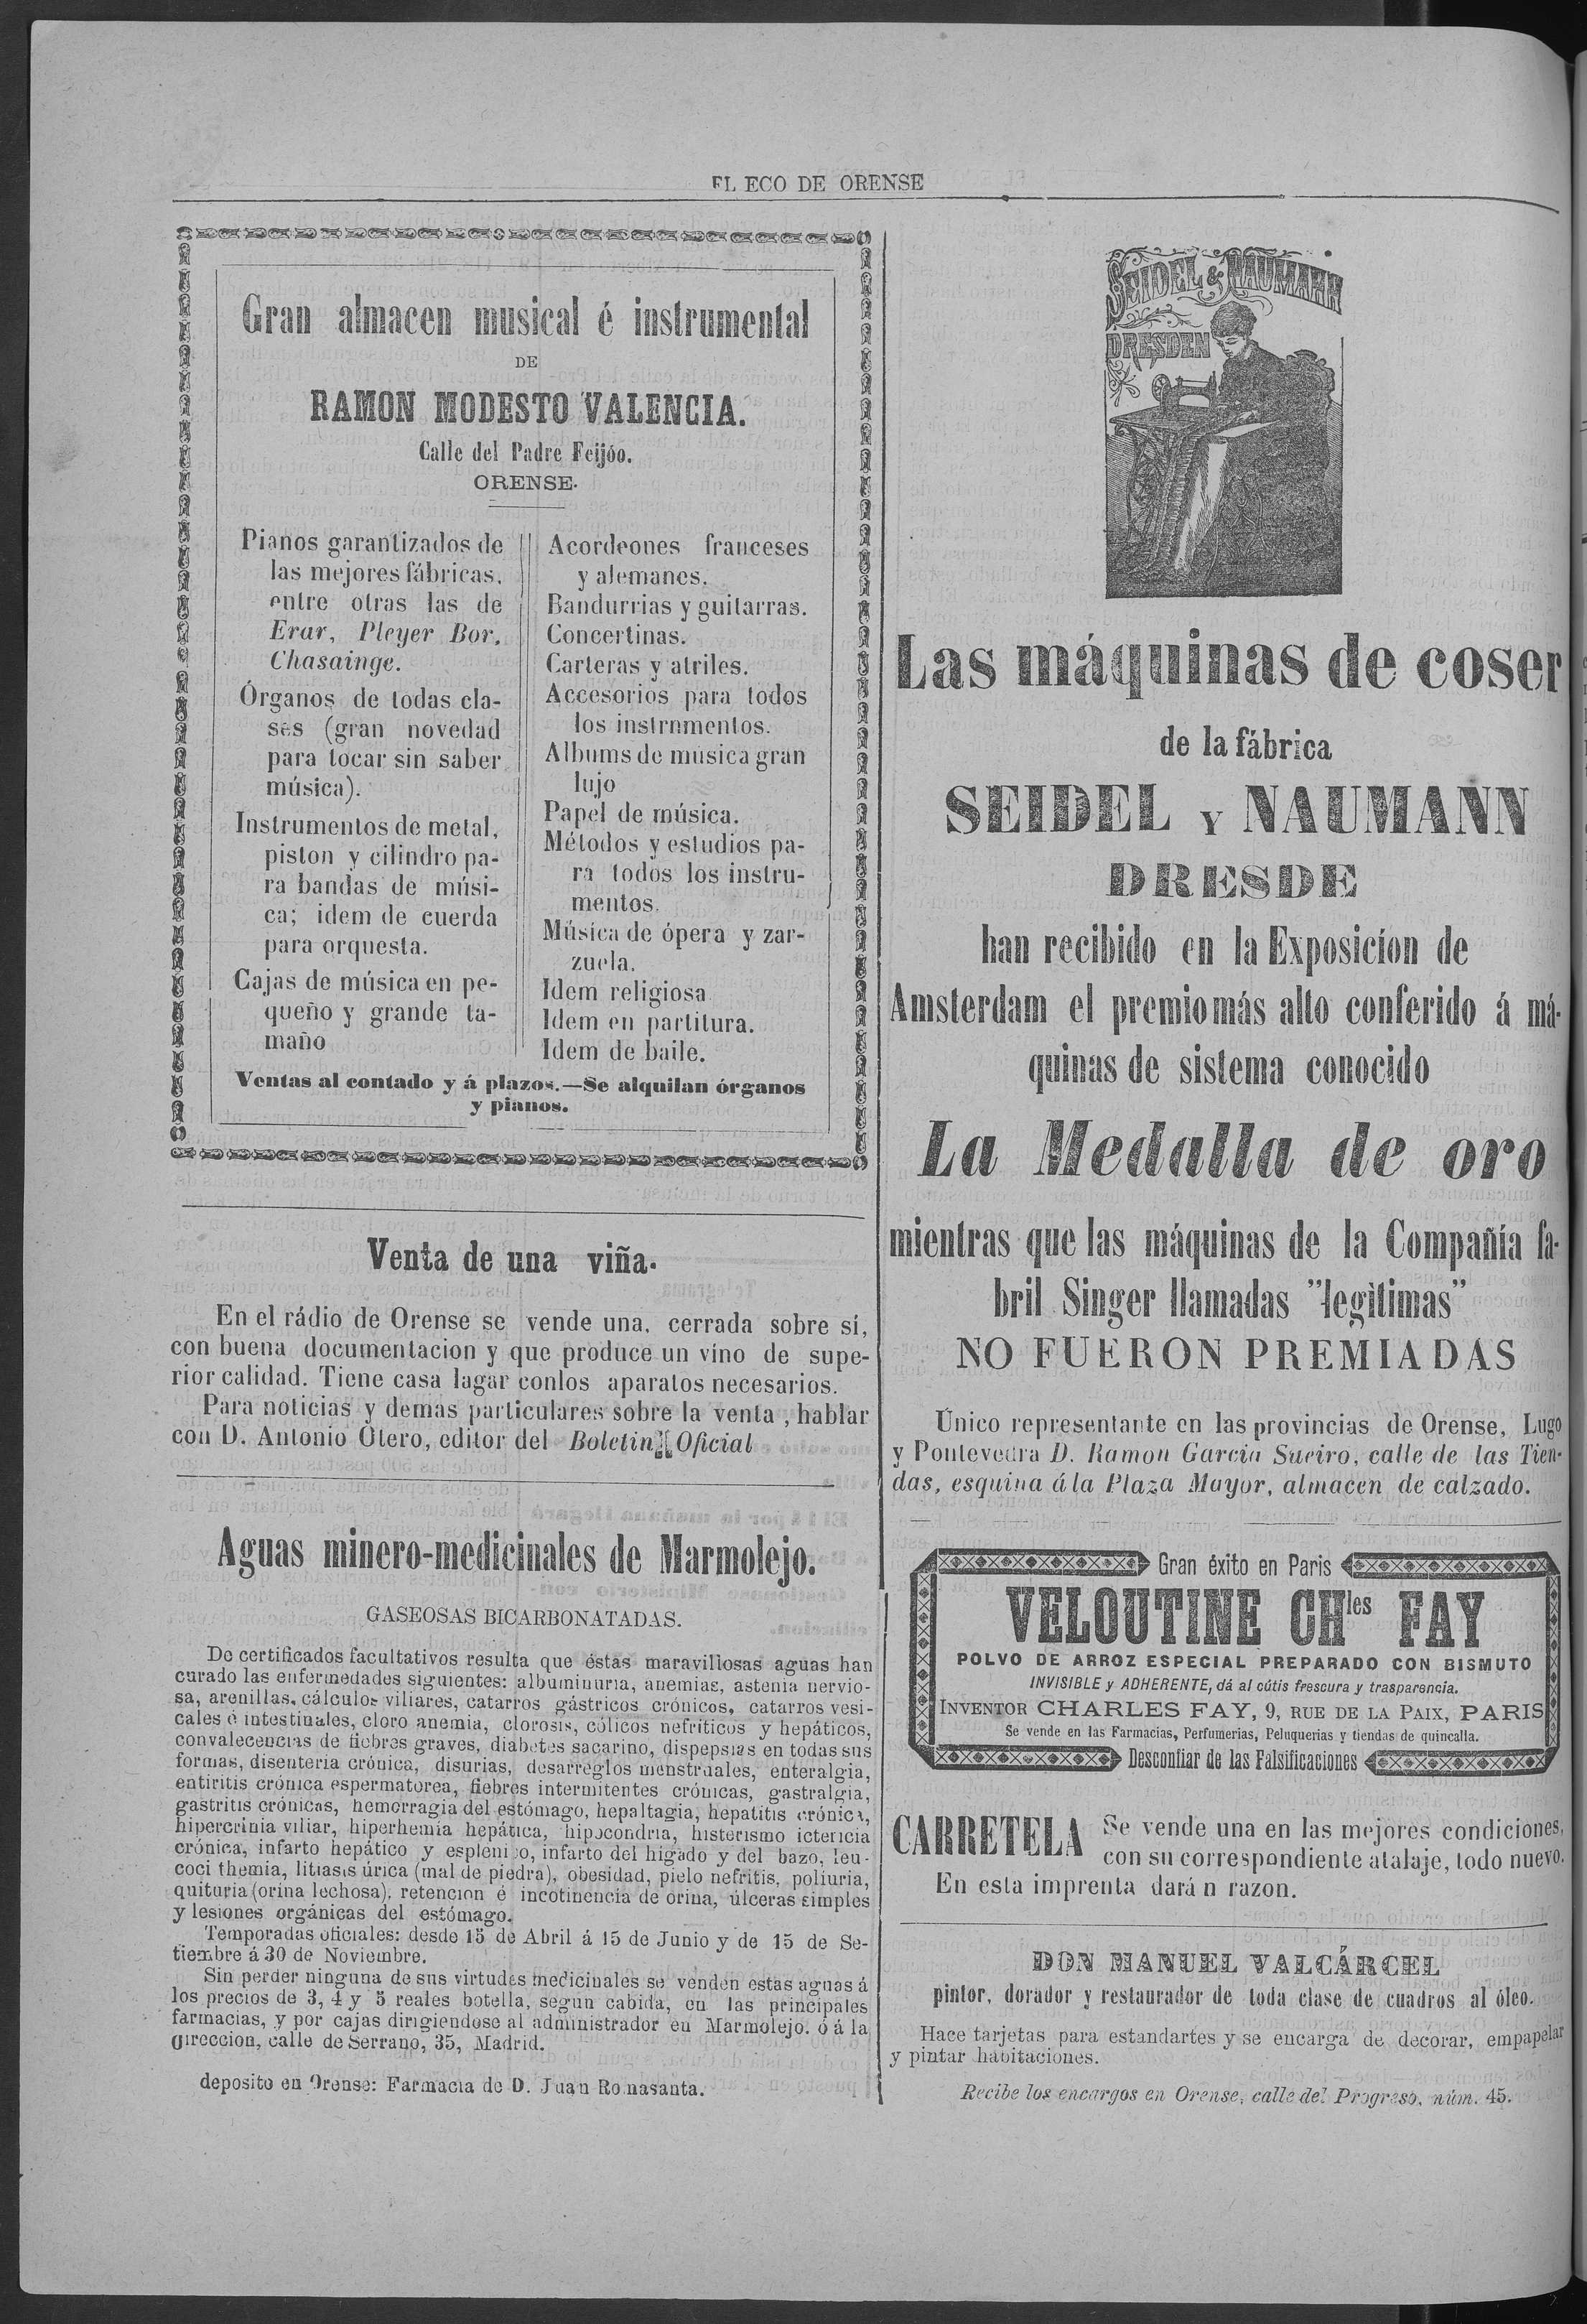 EL ECO DE ORENSE
Gran almacen musical é instrumental
DE
RAMON MODESTO VALENCIA.
Calle del Padre Feijóo.
ORENSE.
Pianos garantizados de
las mejores fábricas,
entre otras las de
Erar, Pleyer Bor,
Chasainge.
Órganos de todas cla-
ses (gran novedad
para tocar sin saber
música).
Instrumentos de metal,
piston y cilindro pa-
ra bandas de músi-
ca; idem de cuerda
para orquesta.
Cajas de música en pe-
queño y grande ta-
maño
Acordeones franceses
y alemanes.
Bandurrias y guitarras.
Concertinas.
Carteras y atriles.
Accesorios para todos
los instrnmentos.
Albums de musica gran
lujo
Papel de música.
Métodos y estudios pa-
ra todos los instru-
mentos.
Música de ópera y zar-
zuela.
Idem religiosa
Idem en partitura.
Idem de baile.
Ventas al contado y á plazos.—Se alquilan órganos
y pianos.
Venta de una viña.
En el rádio de Orense se vende una, cerrada sobre sí,
con buena documentacion y que produce un víno de supe-
rior calidad. Tiene casa lagar conlos aparatos necesarios.
Para noticias y demás particulares sobre la venta, hablar
con D. Antonio Otero, editor del Boletin Oficial
Aguas minero-medicinales de Marmolejo.
GASEOSAS BICARBONATADAS.
De certificados facultativos resulta que éstas maravillosas aguas han
curado las enfermedades siguientes: albuminuria, anemias, astenia nervio-
sa, arenillas, cálculos viliares, catarros gástricos crónicos, catarros vesi-
cales é intestinales, cloro anemia, clorosis, cólicos nefríticos y hepáticos,
convalecencias de fiebres graves, diabetes sacarino, dispepsias en todas sus
formas, disenteria crónica, disurias, desarreglos menstruales, enteralgia,
entiritis crónica espermatorea, fiebres intermitentes crónicas, gastralgia,
gastritis crónicas, hemorragia del estómago, hepaltagia, hepatitis crónica,
hipercrinia viliar, hiperhemia hepática, hipocondria, histerismo ictericia
crónica, infarto hepático y esplenico, infarto del higado y del bazo, leu-
coci themia, litiasis úrica (mal de piedra), obesidad, pielo nefritis, poliuria,
quituria (orina lechosa), retencion é incotinencia de orina, úlceras simples
y lesiones orgánicas del estómago.
Temporadas oficiales: desde 15 de Abril á 15 de Junio y de 15 de Se-
tiembre á 30 de Noviembre.
Sin perder ninguna de sus virtudes medicinales se venden estas aguas á
los precios de 3, 4 y 5 reales botella, segun cabida, en las principales
farmacias, y por cajas dirigiendose al administrador en Marmolejo. ó á la
direccion, calle de Serrano, 35, Madrid.
deposito en Orense: Farmacia de D. Juan Romasanta.
SEIDEL & NAUMANN
DRESDEN
Las máquinas de coser
de la fábrica
SEIDEL Y NAUMANN
DRESDE
han recibido en la Exposicíon de
Amsterdam el premio más alto conferido á má-
quinas de sistema conocido
La Medalla de oro
mientras que las máquinas de la Compañía fa-
bril Singer llamadas "legìtimas"
NO FUERON PREMIADAS
Único representante en las provincias de Orense, Lugo
y Pontevedra D. Ramon Garcia Sueiro, calle de las Tien-
das, esquina á la Plaza Mayor, almacen de calzado.
Gran éxito en Paris
VELOUTINE CHles FAY
POLVO DE ARROZ ESPECIAL PREPARADO CON BISMUTO
INVISIBLE y ADHERENTE, dá al cútis frescura y trasparencia.
INVENTOR CHARLES FAY, 9, RUE DE LA PAIX, PARIS
Se vende en las Farmacias, Perfumerias, Peluquerias y tiendas de quincalla.
Desconfiar de las Falsificaciones
CARRETELA Se vende una en las mejores condiciones,
con su correspondiente atalaje, todo nuevo.
En esta imprenta darán razon.
DON MANUEL VALCÁRCEL
pintor, dorador y restaurador de toda clase de cuadros al óleo.
Hace tarjetas para estandartes y se encarga de decorar, empapelar
y pintar habitaciones.
Recibe los encargos en Orense, calle del Progreso, núm. 45.